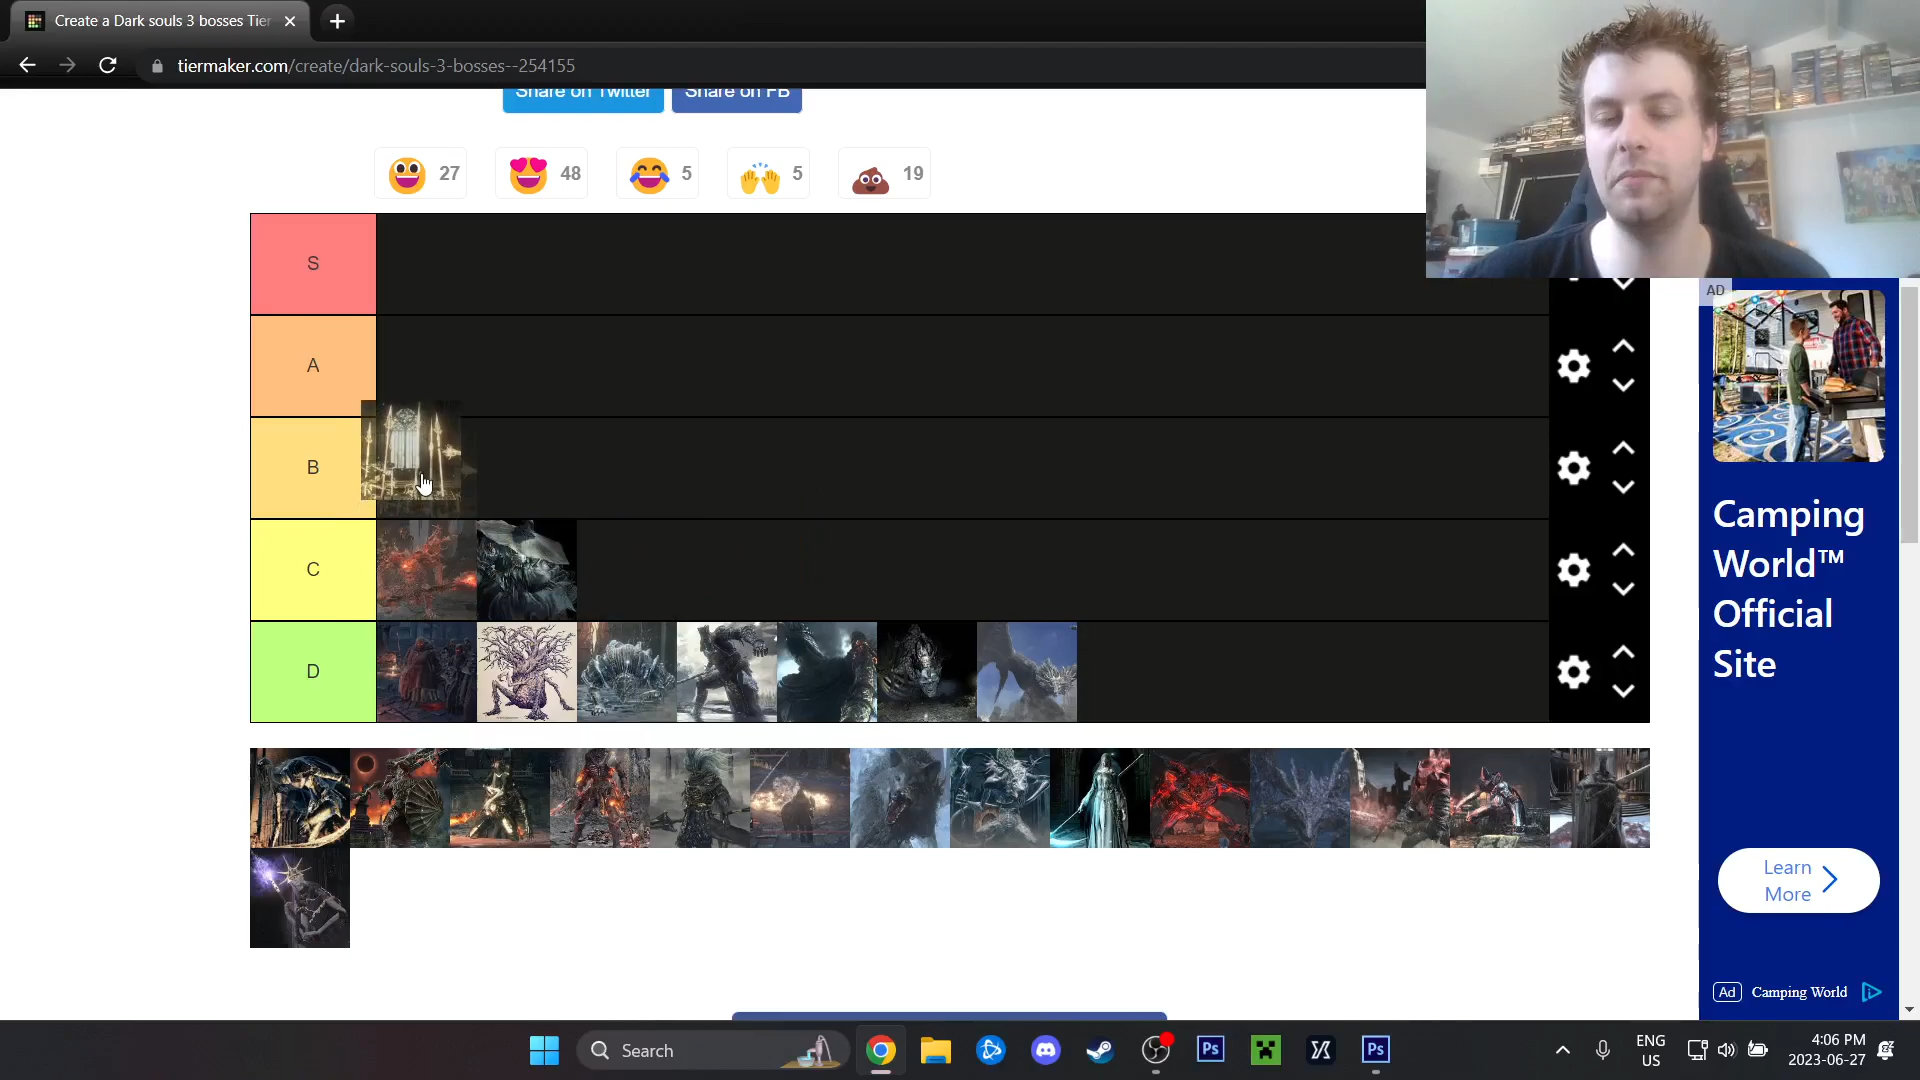 Create a Dark souls 3 bosses Tier
tiermaker.com/create/dark-souls-3-bosses--254155
Share on Twitter
Share on FB
27
48
5
5
19
S
A
B
C
D
AD
Camping
World™
Official
Site
Learn
More
Ad
Camping World
Search
Ps
Ps
ENG
US
4:06 PM
2023-06-27